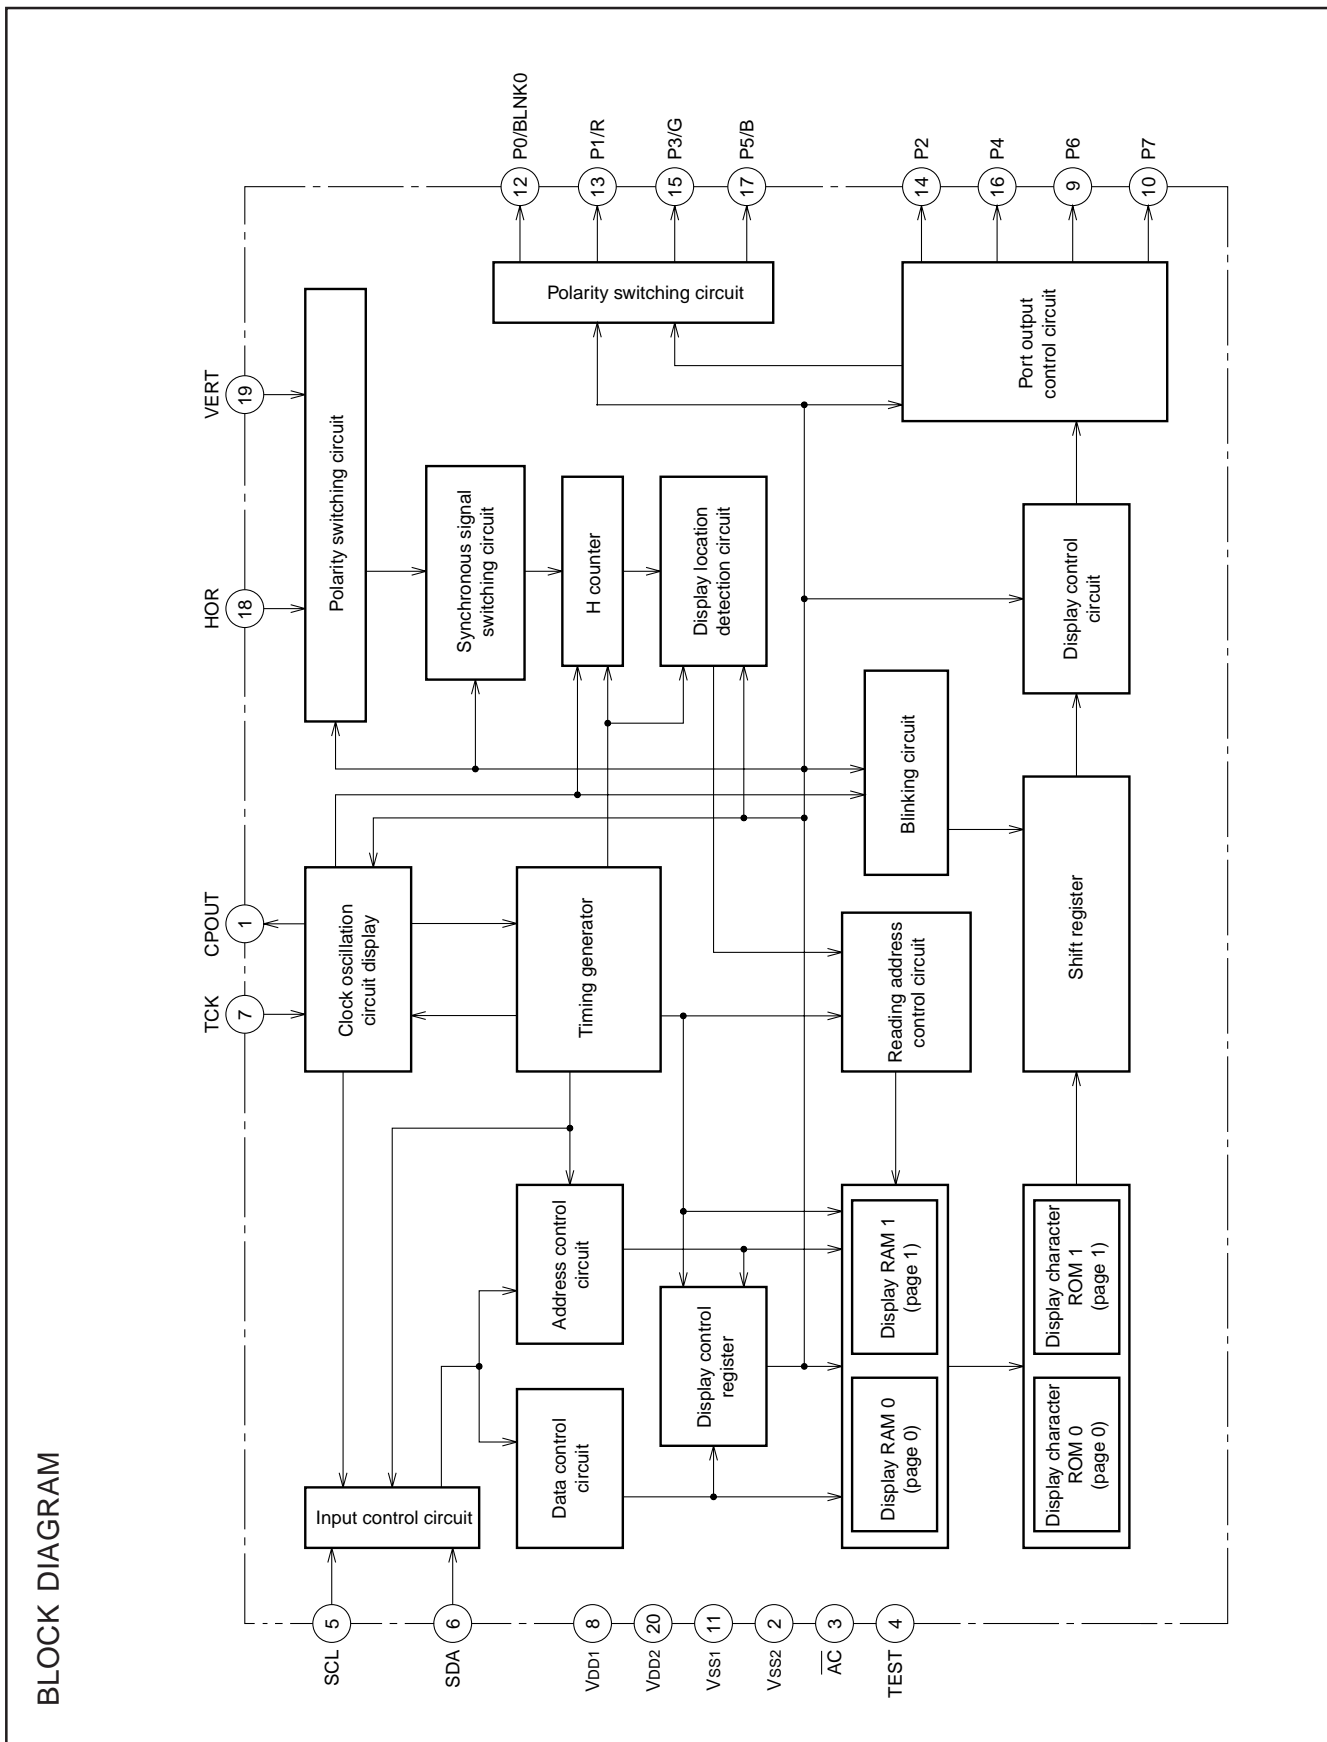 BLOCK DIAGRAM
TCK
7
CPOUT
1
HOR
18
VERT
19
SCL
5
SDA
6
VDD1
8
VDD2
20
VSS1
11
VSS2
2
AC
3
TEST
4
Input control circuit
Clock oscillation
circuit display
Polarity switching circuit
Synchronous signal
switching circuit
Data control
circuit
Address control
circuit
Timing generator
H counter
Display control
register
Display location
detection circuit
Display RAM 0
(page 0)
Display RAM 1
(page 1)
Reading address
control circuit
Blinking circuit
Display character
ROM 0
(page 0)
Display character
ROM 1
(page 1)
Shift register
Display control
circuit
Polarity switching circuit
Port output
control circuit
12
P0/BLNK0
13
P1/R
15
P3/G
17
P5/B
14
P2
16
P4
9
P6
10
P7